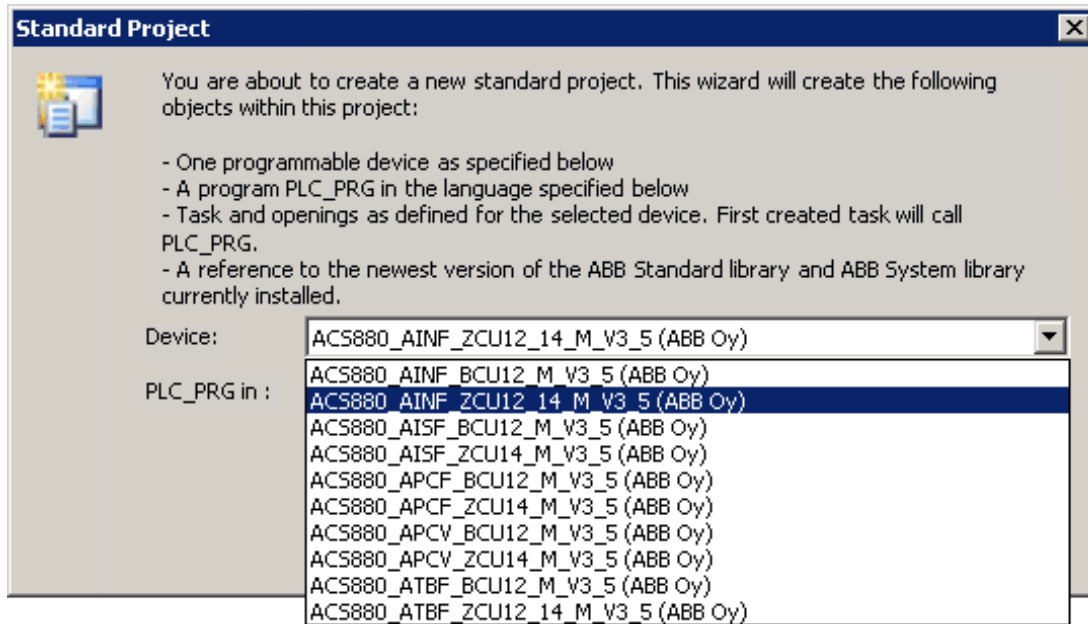 Standard Project
You are about to create a new standard project. This wizard will create the following
objects within this project:
- One programmable device as specified below
- A program PLC_PRG in the language specified below
- Task and openings as defined for the selected device. First created task will call
PLC_PRG.
- A reference to the newest version of the ABB Standard library and ABB System library
currently installed.
Device:
ACS880_AINF_ZCU12_14_M_V3_5 (ABB Oy)
PLC_PRG in :
ACS880_AINF_BCU12_M_V3_5 (ABB Oy)
ACS880_AINF_ZCU12_14_M_V3_5 (ABB Oy)
ACS880_AISF_BCU12_M_V3_5 (ABB Oy)
ACS880_AISF_ZCU14_M_V3_5 (ABB Oy)
ACS880_APCF_BCU12_M_V3_5 (ABB Oy)
ACS880_APCF_ZCU14_M_V3_5 (ABB Oy)
ACS880_APCV_BCU12_M_V3_5 (ABB Oy)
ACS880_APCV_ZCU14_M_V3_5 (ABB Oy)
ACS880_ATBF_BCU12_M_V3_5 (ABB Oy)
ACS880_ATBF_ZCU12_14_M_V3_5 (ABB Oy)